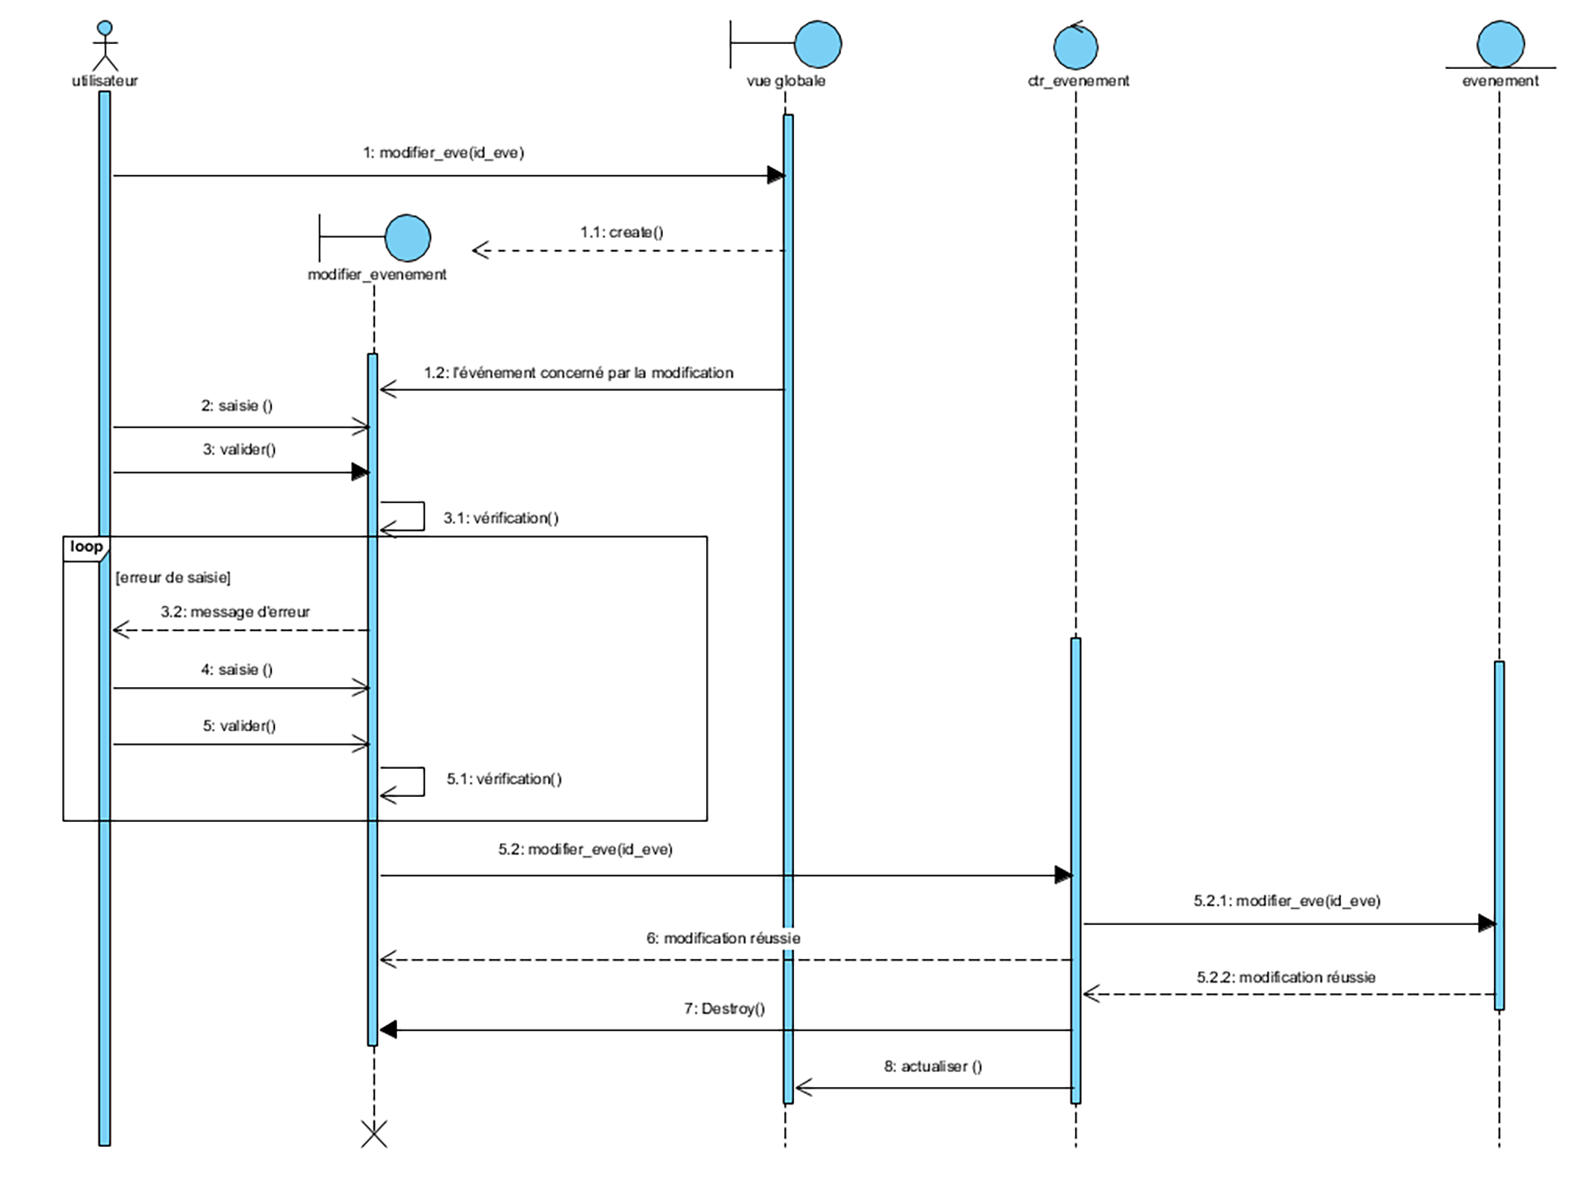 utilisateur
vue globale
ctr_evenement
evenement
1: modifier_eve(id_eve)
1.1: create()
modifier_evenement
1.2: l'événement concerné par la modification
2: saisie ()
3: valider()
3.1: vérification()
loop
[erreur de saisie]
3.2: message d'erreur
4: saisie ()
5: valider()
5.1: vérification()
5.2: modifier_eve(id_eve)
5.2.1: modifier_eve(id_eve)
6: modification réussie
5.2.2: modification réussie
7: Destroy()
8: actualiser ()